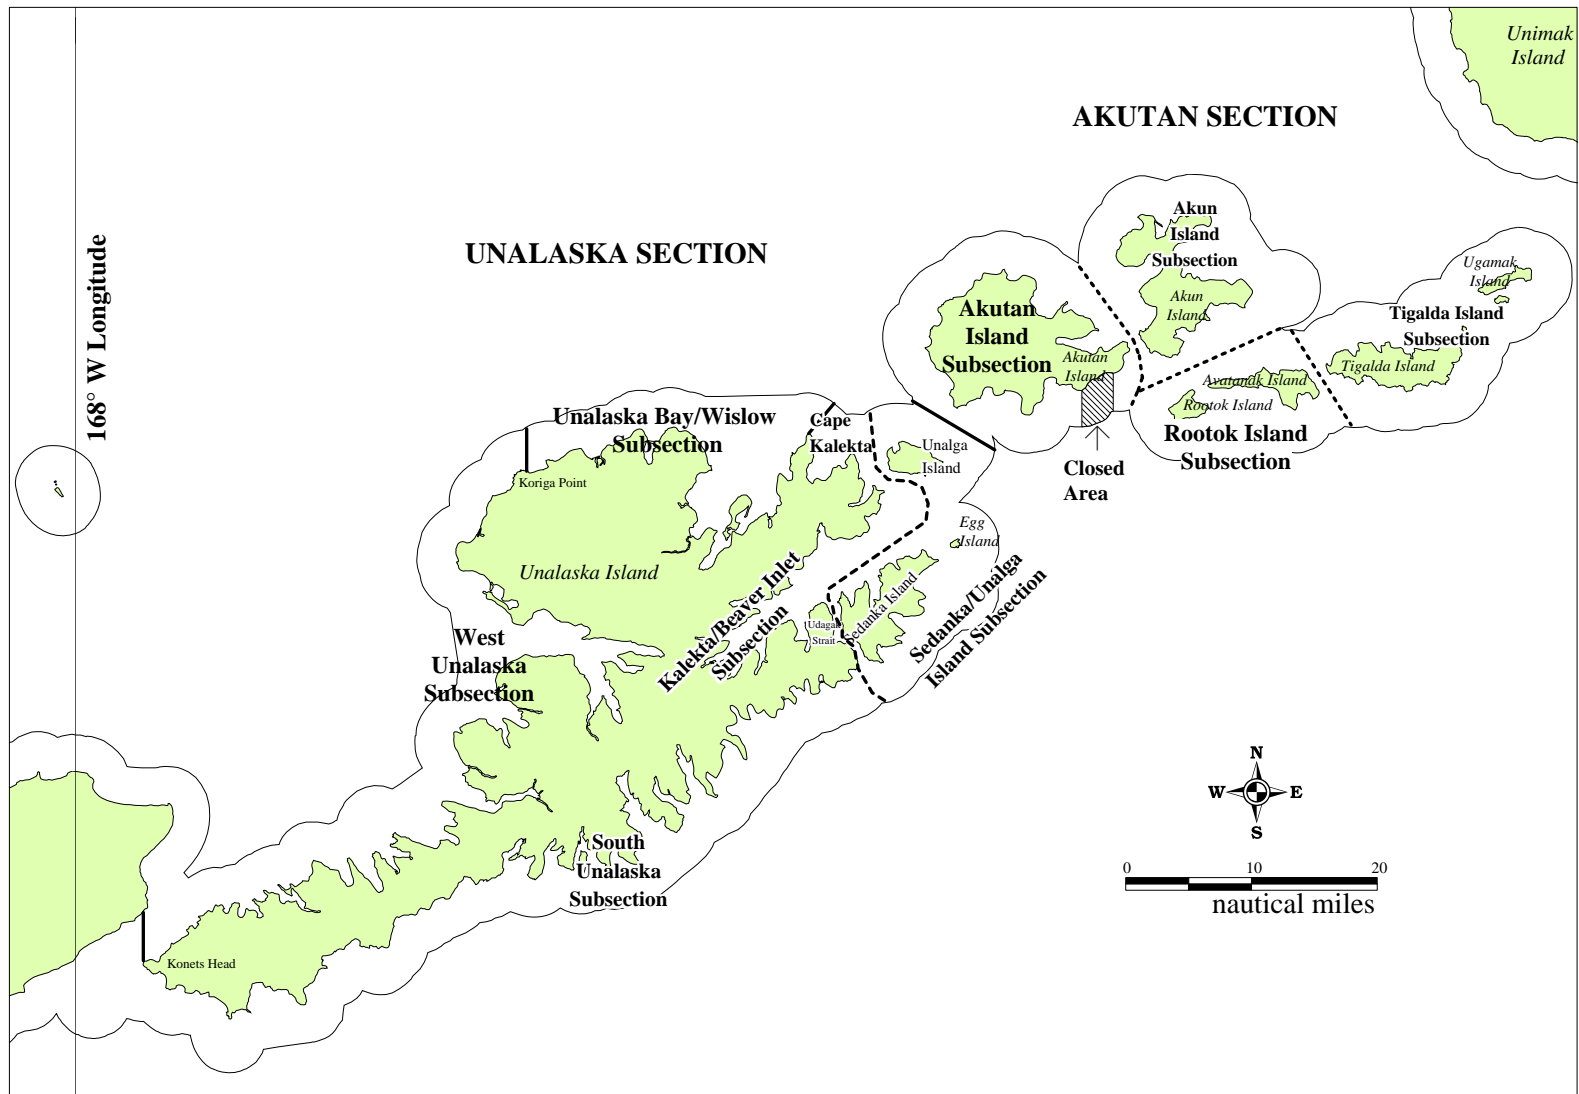 Unimak
Island
AKUTAN SECTION
UNALASKA SECTION
168° W Longitude
Akun
Island
Subsection
Akun
Island
Ugamak
Island
Tigalda Island
Subsection
Tigalda Island
Akutan
Island
Subsection
Akutan
Island
Avatanak Island
Rootok Island
Rootok Island
Subsection
Closed
Area
Unalaska Bay/Wislow
Subsection
Cape
Kalekta
Unalga
Island
Koriga Point
Egg
Island
Unalaska Island
Kalekta/Beaver Inlet
Subsection
Sedanka Island
Udagak
Strait
Sedanka/Unalga
Island Subsection
West
Unalaska
Subsection
South
Unalaska
Subsection
Konets Head
N
W E
S
0 10 20
nautical miles